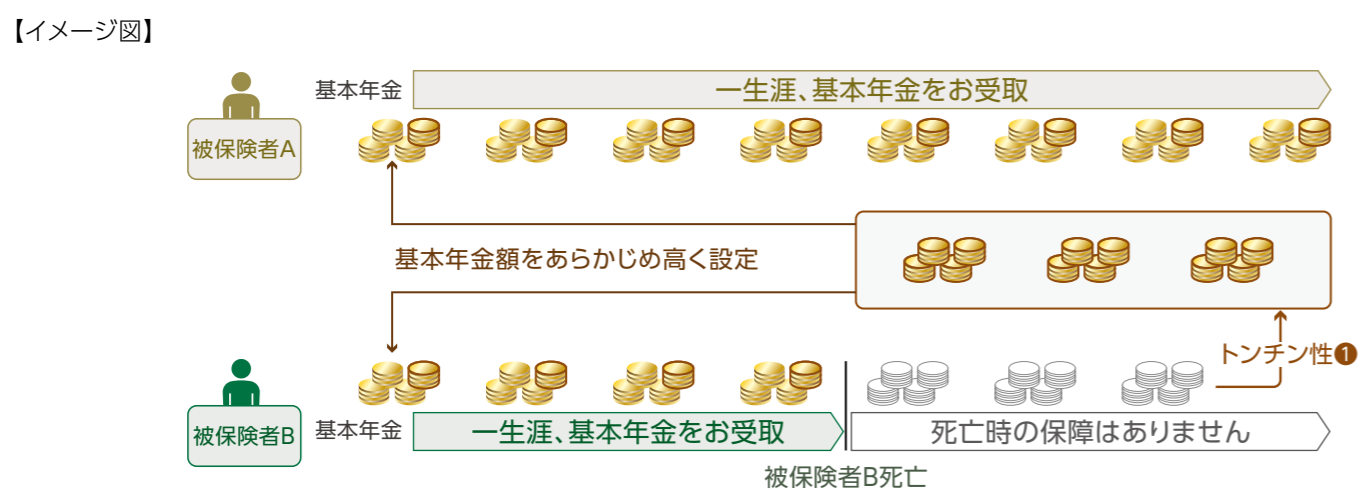 【イメージ図】
基本年金
一生涯、基本年金をお受取
被保険者A
基本年金額をあらかじめ高く設定
トンチン性❶
被保険者B
基本年金
一生涯、基本年金をお受取
死亡時の保障はありません
被保険者B死亡